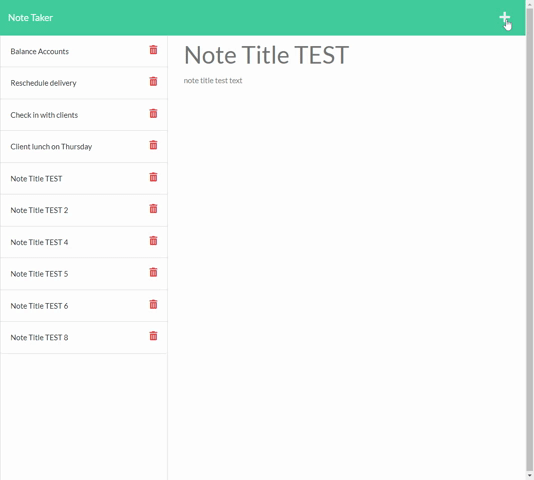 Note Taker
Balance Accounts
Reschedule delivery
Check in with clients
Client lunch on Thursday
Note Title TEST
Note Title TEST 2
Note Title TEST 4
Note Title TEST 5
Note Title TEST 6
Note Title TEST 8
Note Title TEST
note title test text